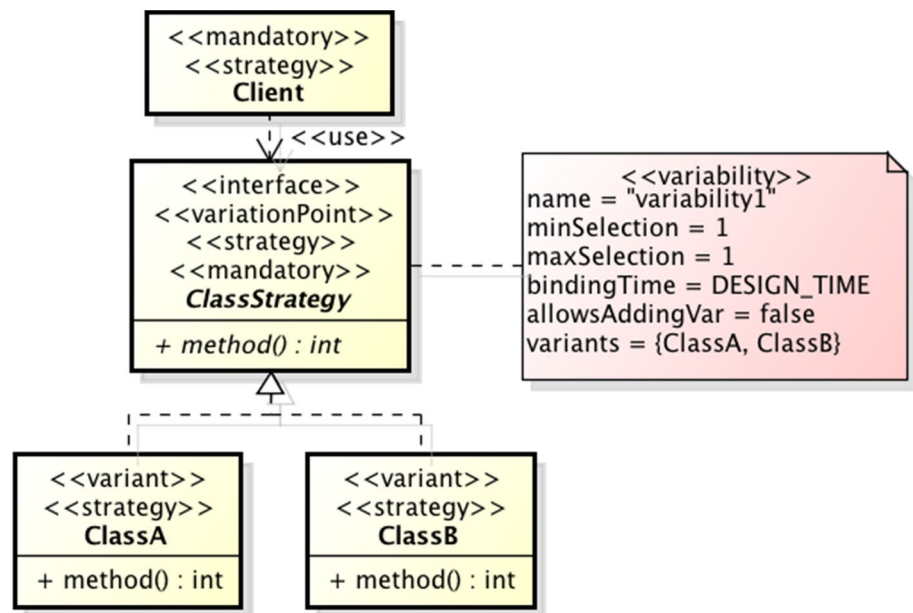 <<mandatory>>
<<strategy>>
Client
<<use>>
<<interface>>
<<variationPoint>>
<<strategy>>
<<mandatory>>
ClassStrategy
+ method() : int
<<variability>>
name = "variability1"
minSelection = 1
maxSelection = 1
bindingTime = DESIGN_TIME
allowsAddingVar = false
variants = {ClassA, ClassB}
<<variant>>
<<strategy>>
ClassA
+ method() : int
<<variant>>
<<strategy>>
ClassB
+ method() : int